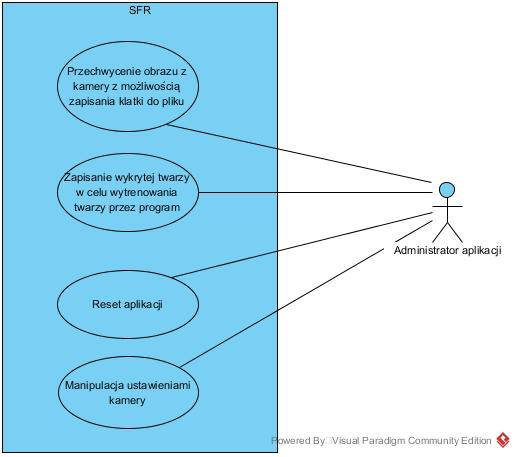 SFR
Przechwycenie obrazu z
kamery z możliwością
zapisania klatki do pliku
Zapisanie wykrytej twarzy
w celu wytrenowania
twarzy przez program
Administrator aplikacji
Reset aplikacji
Manipulacja ustawieniami
kamery
Powered By Visual Paradigm Community Edition